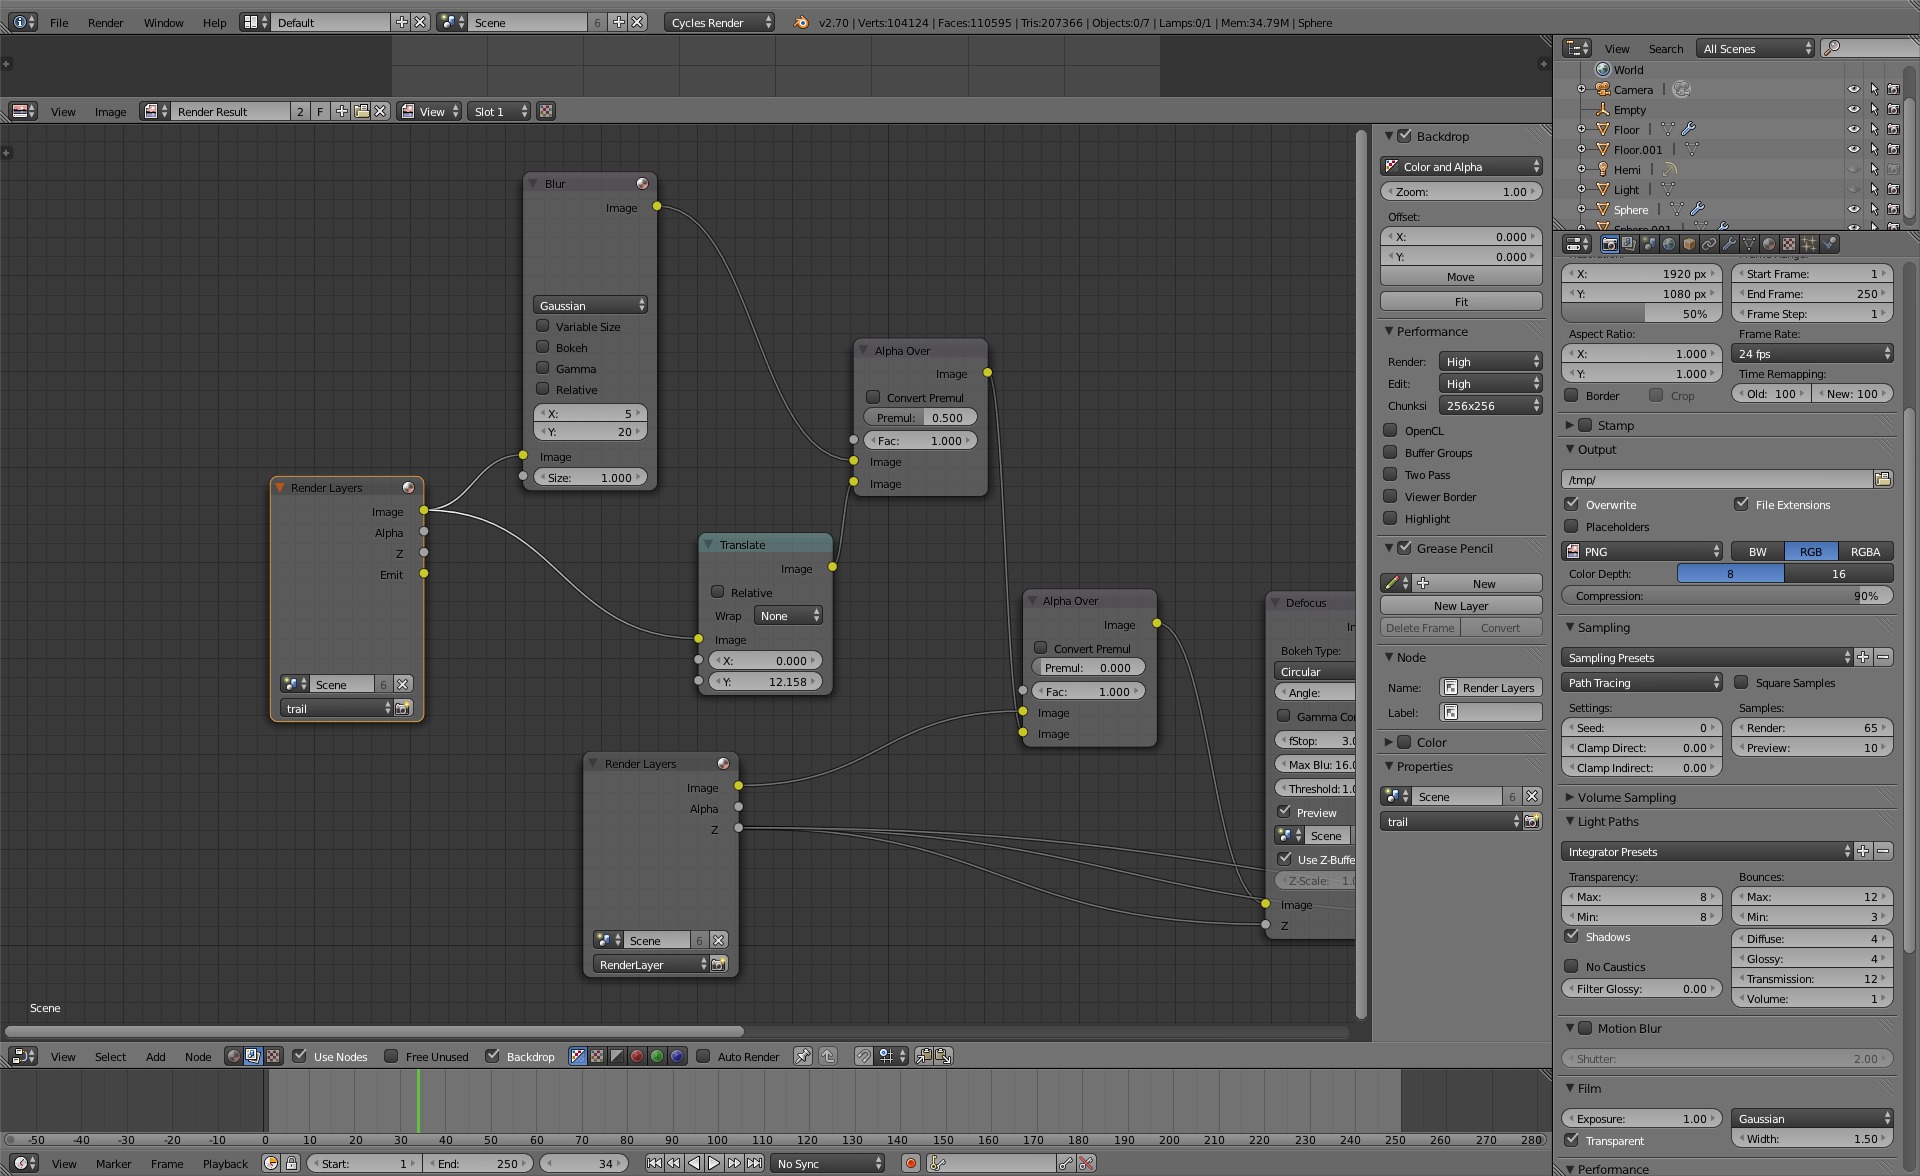 File Render Window Help Default Scene 6 Cycles Render v2.70 | Verts:104124 | Faces:110595 | Tris:207366 | Objects:0/7 | Lamps:0/1 | Mem:34.79M | Sphere
View Search All Scenes
World
Camera
Empty
Floor
Floor.001
Hemi
Light
Sphere
Sphere.001
View Image Render Result 2 F View Slot 1
Blur
Image
Gaussian
Variable Size
Bokeh
Gamma
Relative
X: 5
Y: 20
Image
Size: 1.000
Render Layers
Image
Alpha
Z
Emit
Scene 6
trail
Alpha Over
Image
Convert Premul
Premul: 0.500
Fac: 1.000
Image
Image
Translate
Image
Relative
Wrap None
Image
X: 0.000
Y: 12.158
Render Layers
Image
Alpha
Z
Scene 6
RenderLayer
Alpha Over
Image
Convert Premul
Premul: 0.000
Fac: 1.000
Image
Image
Defocus
Bokeh Type:
Circular
Angle:
Gamma Co
fStop: 3.0
Max Blu: 16.0
Threshold: 1.0
Preview
Scene
Use Z-Buffe
Z-Scale: 1.0
Image
Z
Scene
Backdrop
Color and Alpha
Zoom: 1.00
Offset:
X: 0.000
Y: 0.000
Move
Fit
Performance
Render: High
Edit: High
Chunksi 256x256
OpenCL
Buffer Groups
Two Pass
Viewer Border
Highlight
Grease Pencil
New
New Layer
Delete Frame Convert
Node
Name: Render Layers
Label:
Color
Properties
Scene 6
trail
X: 1920 px Start Frame: 1
Y: 1080 px End Frame: 250
50% Frame Step: 1
Aspect Ratio: Frame Rate:
X: 1.000 24 fps
Y: 1.000 Time Remapping:
Border Crop Old: 100 New: 100
Stamp
Output
/tmp/
Overwrite File Extensions
Placeholders
PNG BW RGB RGBA
Color Depth: 8 16
Compression: 90%
Sampling
Sampling Presets
Path Tracing Square Samples
Settings: Samples:
Seed: 0 Render: 65
Clamp Direct: 0.00 Preview: 10
Clamp Indirect: 0.00
Volume Sampling
Light Paths
Integrator Presets
Transparency: Bounces:
Max: 8 Max: 12
Min: 8 Min: 3
Shadows Diffuse: 4
Glossy: 4
No Caustics Transmission: 12
Filter Glossy: 0.00 Volume: 1
Motion Blur
Shutter: 2.00
Film
Exposure: 1.00 Gaussian
Transparent Width: 1.50
Performance
View Select Add Node Use Nodes Free Unused Backdrop Auto Render
-50 -40 -30 -20 -10 0 10 20 30 40 50 60 70 80 90 100 110 120 130 140 150 160 170 180 190 200 210 220 230 240 250 260 270 280
View Marker Frame Playback Start: 1 End: 250 34 No Sync